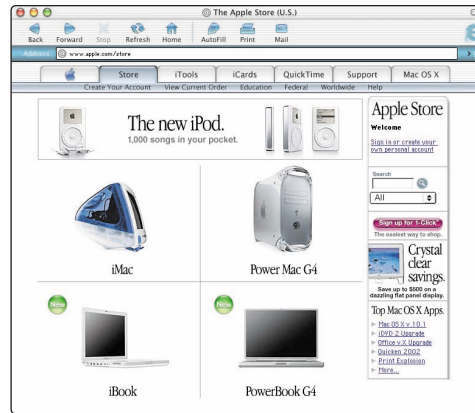 The Apple Store (U.S.)
Back Forward Stop Refresh Home AutoFill Print Mail
Address www.apple.com/store
Store iTools iCards QuickTime Support Mac OS X
Create Your Account View Current Order Education Federal Worldwide Help
The new iPod.
1,000 songs in your pocket.
iMac
Power Mac G4
New
iBook
New
PowerBook G4
Apple Store
Welcome
Sign in or create your
own personal account
Search
All
Sign up for 1-Click
The easiest way to shop.
Crystal
clear
savings.
Save up to $500 on a
dazzling flat panel display.
Top Mac OS X Apps.
Mac OS X v. 10.1
iDVD 2 Upgrade
Office v.X Upgrade
Quicken 2002
Print Explosion
More...